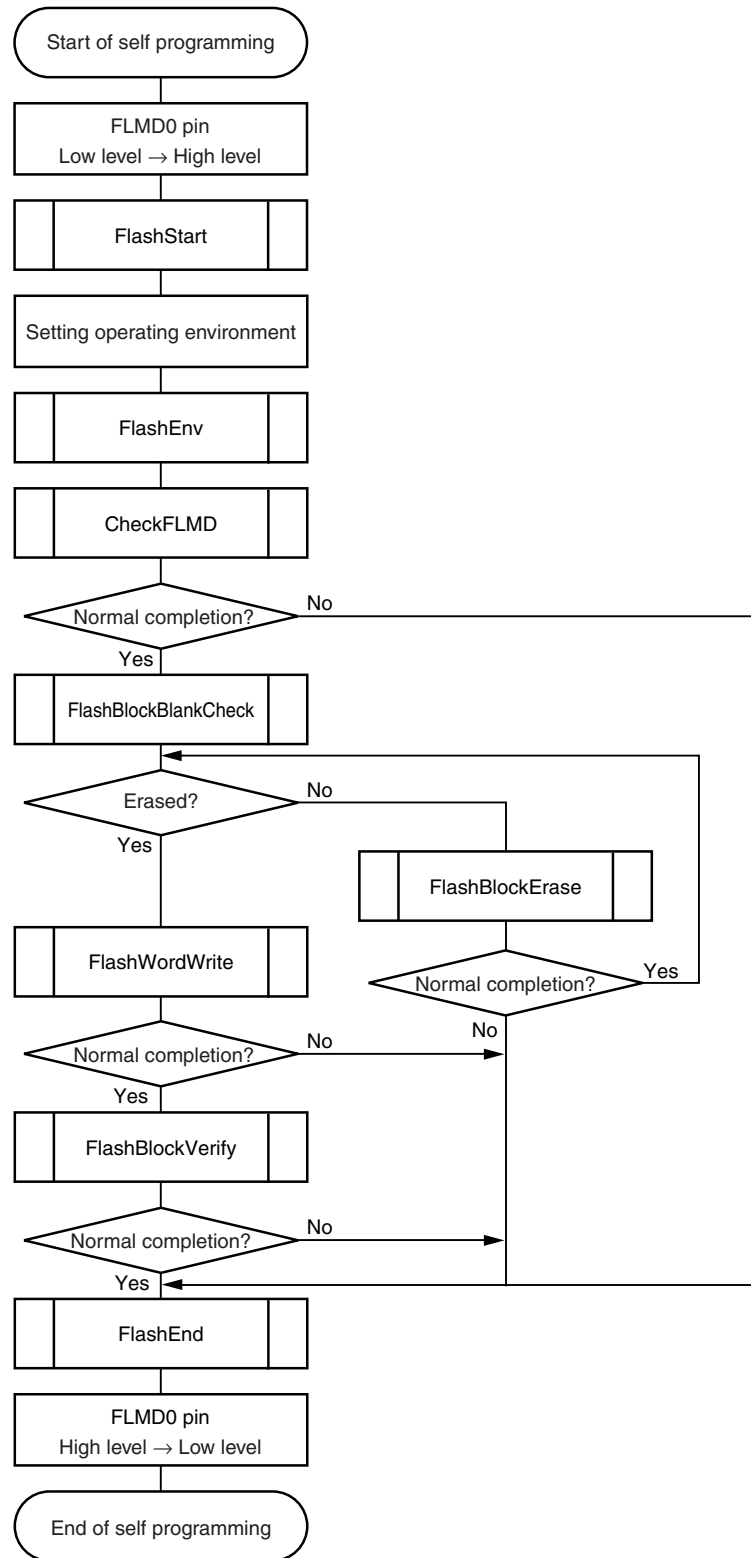 Start of self programming
FLMD0 pin
Low level → High level
FlashStart
Setting operating environment
FlashEnv
CheckFLMD
Normal completion?
No
Yes
FlashBlockBlankCheck
Erased?
No
Yes
FlashBlockErase
FlashWordWrite
Normal completion?
Yes
No
Normal completion?
No
Yes
FlashBlockVerify
Normal completion?
No
Yes
FlashEnd
FLMD0 pin
High level → Low level
End of self programming